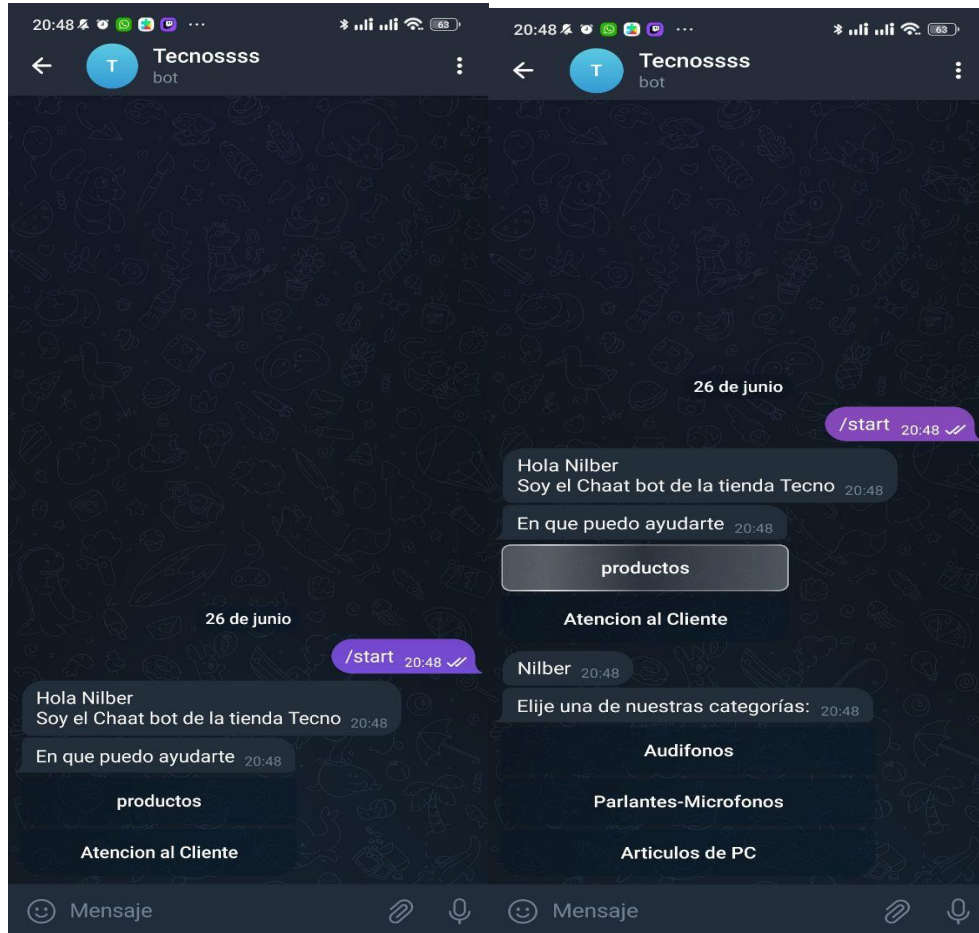 20:48
63
T
Tecnossss
bot
26 de junio
/start 20:48
Hola Nilber
Soy el Chaat bot de la tienda Tecno 20:48
En que puedo ayudarte 20:48
productos
Atencion al Cliente
Mensaje
20:48
63
T
Tecnossss
bot
26 de junio
/start 20:48
Hola Nilber
Soy el Chaat bot de la tienda Tecno 20:48
En que puedo ayudarte 20:48
productos
Atencion al Cliente
Nilber 20:48
Elije una de nuestras categorías: 20:48
Audifonos
Parlantes-Microfonos
Articulos de PC
Mensaje